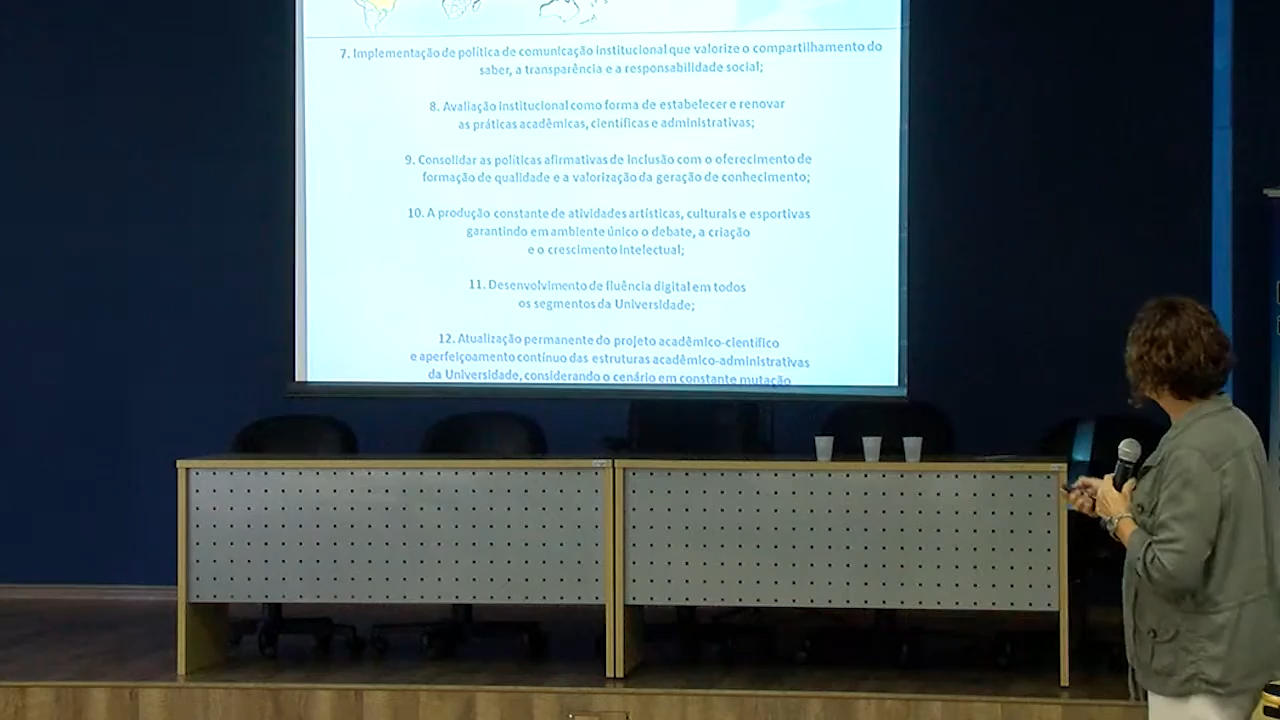 7. Implementação de política de comunicação institucional que valorize o compartilhamento do
saber, a transparência e a responsabilidade social;
8. Avaliação institucional como forma de estabelecer e renovar
as práticas acadêmicas, científicas e administrativas;
9. Consolidar as políticas afirmativas de inclusão com o oferecimento de
formação de qualidade e a valorização da geração de conhecimento;
10. A produção constante de atividades artísticas, culturais e esportivas
garantindo em ambiente único o debate, a criação
e o crescimento intelectual;
11. Desenvolvimento de fluência digital em todos
os segmentos da Universidade;
12. Atualização permanente do projeto acadêmico-científico
e aperfeiçoamento contínuo das estruturas acadêmico-administrativas
da Universidade, considerando o cenário em constante mutação